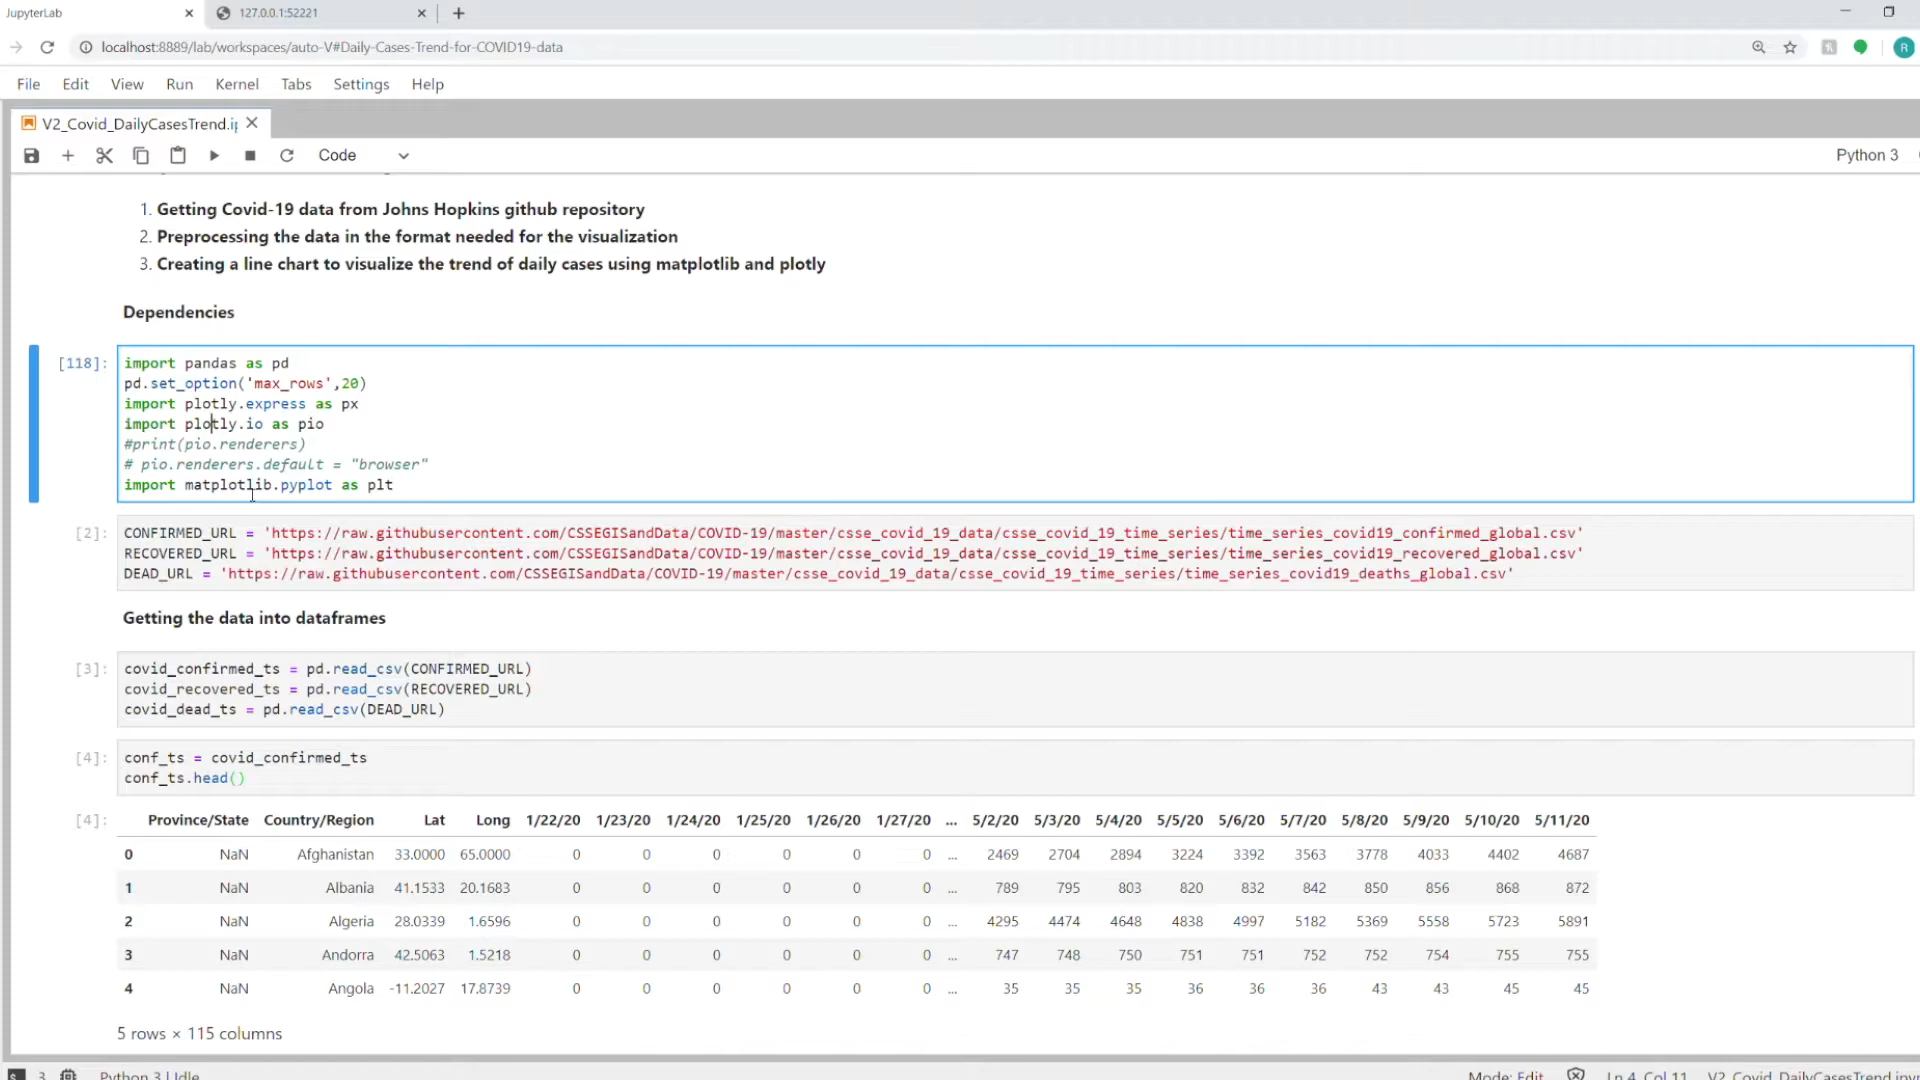 JupyterLab
127.0.0.1:52221
localhost:8889/lab/workspaces/auto-V#Daily-Cases-Trend-for-COVID19-data
R
File Edit View Run Kernel Tabs Settings Help
V2_Covid_DailyCasesTrend.ip
Code
Python 3
1. Getting Covid-19 data from Johns Hopkins github repository
2. Preprocessing the data in the format needed for the visualization
3. Creating a line chart to visualize the trend of daily cases using matplotlib and plotly
Dependencies
[118]: import pandas as pd
pd.set_option('max_rows',20)
import plotly.express as px
import plotly.io as pio
#print(pio.renderers)
# pio.renderers.default = "browser"
import matplotlib.pyplot as plt
[2]: CONFIRMED_URL = 'https://raw.githubusercontent.com/CSSEGISandData/COVID-19/master/csse_covid_19_data/csse_covid_19_time_series/time_series_covid19_confirmed_global.csv'
RECOVERED_URL = 'https://raw.githubusercontent.com/CSSEGISandData/COVID-19/master/csse_covid_19_data/csse_covid_19_time_series/time_series_covid19_recovered_global.csv'
DEAD_URL = 'https://raw.githubusercontent.com/CSSEGISandData/COVID-19/master/csse_covid_19_data/csse_covid_19_time_series/time_series_covid19_deaths_global.csv'
Getting the data into dataframes
[3]: covid_confirmed_ts = pd.read_csv(CONFIRMED_URL)
covid_recovered_ts = pd.read_csv(RECOVERED_URL)
covid_dead_ts = pd.read_csv(DEAD_URL)
[4]: conf_ts = covid_confirmed_ts
conf_ts.head()
[4]: Province/State Country/Region Lat Long 1/22/20 1/23/20 1/24/20 1/25/20 1/26/20 1/27/20 ... 5/2/20 5/3/20 5/4/20 5/5/20 5/6/20 5/7/20 5/8/20 5/9/20 5/10/20 5/11/20
0 NaN Afghanistan 33.0000 65.0000 0 0 0 0 0 0 ... 2469 2704 2894 3224 3392 3563 3778 4033 4402 4687
1 NaN Albania 41.1533 20.1683 0 0 0 0 0 0 ... 789 795 803 820 832 842 850 856 868 872
2 NaN Algeria 28.0339 1.6596 0 0 0 0 0 0 ... 4295 4474 4648 4838 4997 5182 5369 5558 5723 5891
3 NaN Andorra 42.5063 1.5218 0 0 0 0 0 0 ... 747 748 750 751 751 752 752 754 755 755
4 NaN Angola -11.2027 17.8739 0 0 0 0 0 0 ... 35 35 35 36 36 36 43 43 45 45
5 rows × 115 columns
3 Python 3 | Idle Mode: Edit Ln 4, Col 11 V2_Covid_DailyCasesTrend.ipynb